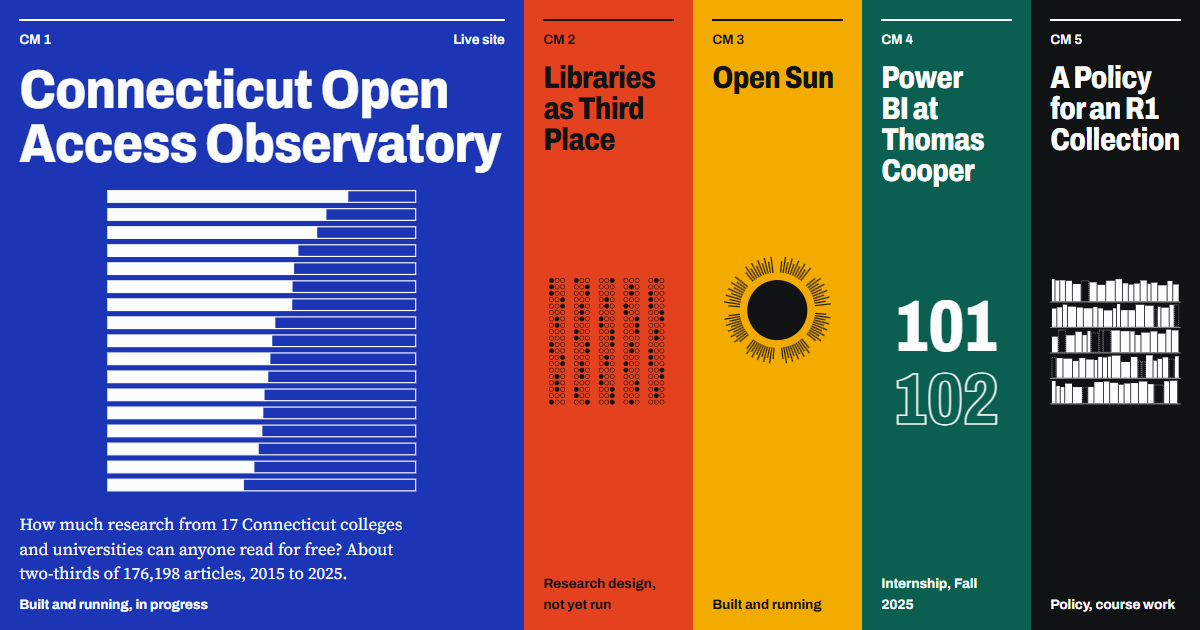 CM 1
Live site
Connecticut Open
Access Observatory
How much research from 17 Connecticut colleges
and universities can anyone read for free? About
two-thirds of 176,198 articles, 2015 to 2025.
Built and running, in progress
CM 2
Libraries
as Third
Place
Research design,
not yet run
CM 3
Open Sun
Built and running
CM 4
Power
BI at
Thomas
Cooper
101
102
Internship, Fall
2025
CM 5
A Policy
for an R1
Collection
Policy, course work